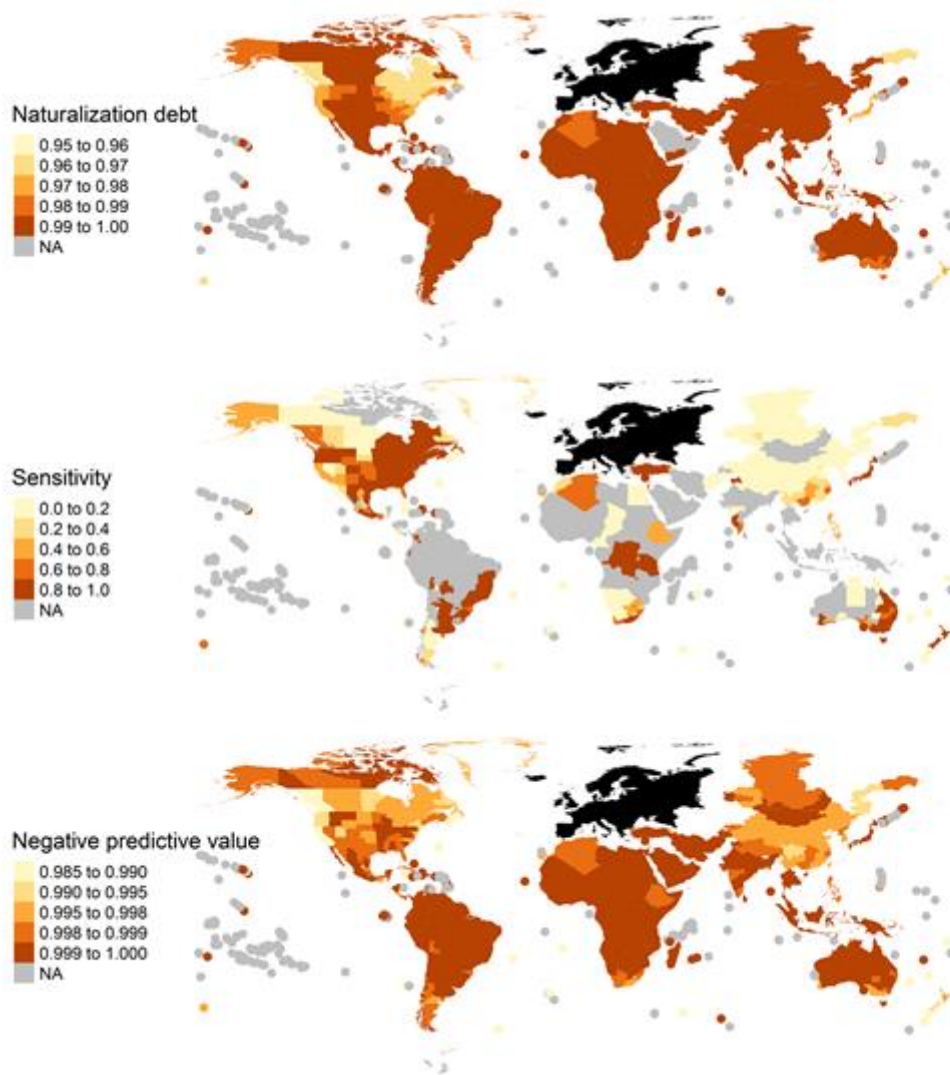 Naturalization debt
0.95 to 0.96
0.96 to 0.97
0.97 to 0.98
0.98 to 0.99
0.99 to 1.00
NA
Sensitivity
0.0 to 0.2
0.2 to 0.4
0.4 to 0.6
0.6 to 0.8
0.8 to 1.0
NA
Negative predictive value
0.985 to 0.990
0.990 to 0.995
0.995 to 0.998
0.998 to 0.999
0.999 to 1.000
NA